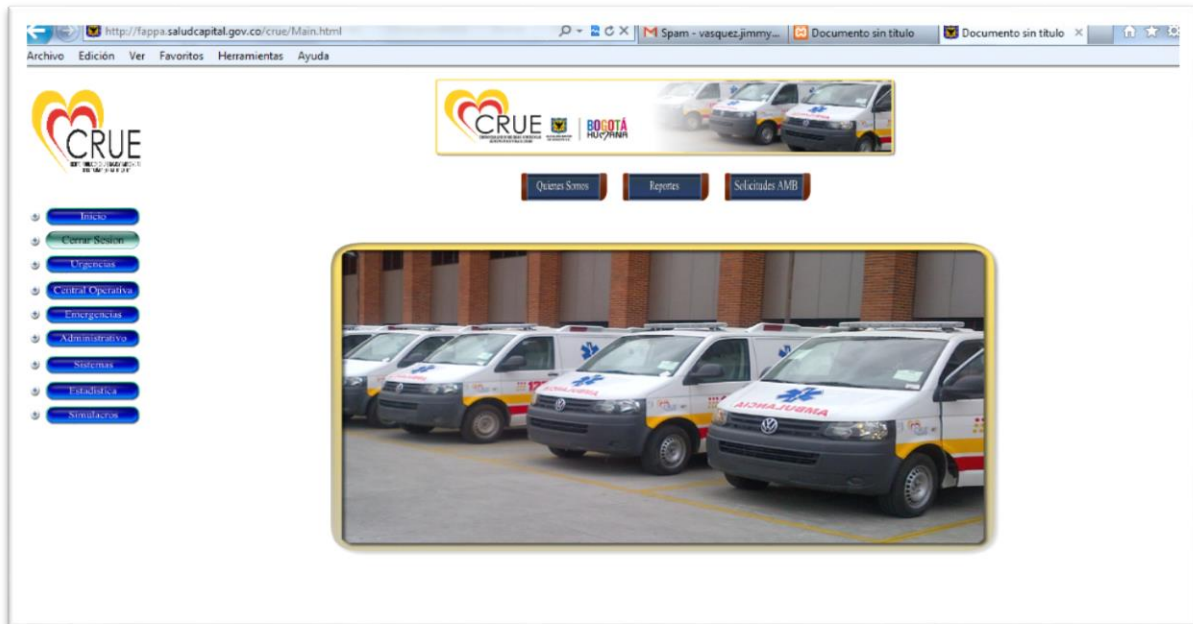 http://fappa.saludcapital.gov.co/crue/Main.html
Spam - vasquez.jimmy...
Documento sin título
Documento sin título
Archivo Edición Ver Favoritos Herramientas Ayuda
CRUE
CRUE
BOGOTÁ
HUMANA
Quienes Somos
Reportes
Solicitudes AMB
Inicio
Cerrar Sesion
Urgencias
Central Operativa
Emergencias
Administrativo
Sistemas
Estadistica
Simulacros
AMBULANCIA